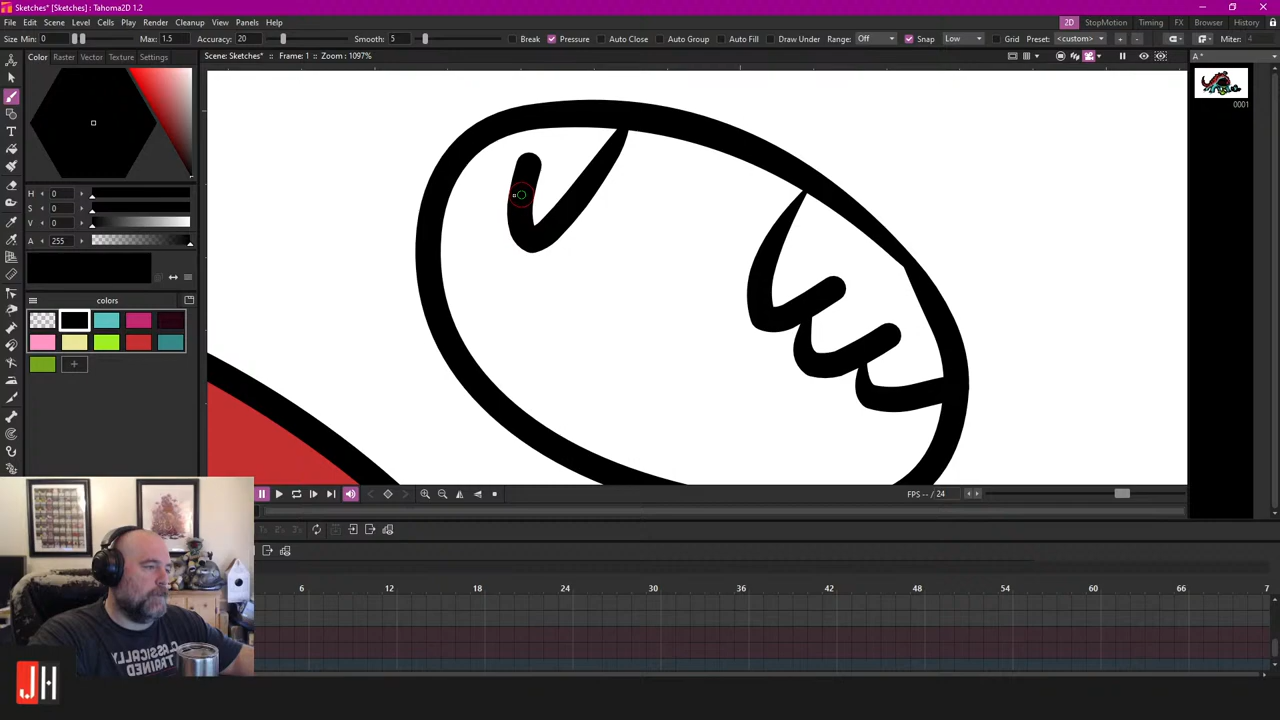 Sketches* [Sketches] : Tahoma2D 1.2
File Edit Scene Level Cells Play Render Cleanup View Panels Help
2D StopMotion Timing FX Browser History
Size Min: 0 Max: 1.5 Accuracy: 20 Smooth: 5 Break Pressure Auto Close Auto Group Auto Fill Draw Under Range: Off Snap Low Grid Preset: <custom> + - Miter: 4
Color Raster Vector Texture Settings
Scene: Sketches* :: Frame: 1 :: Zoom : 1097%
A*
0001
H 0
S 0
V 0
A 255
colors
FPS -- / 24
6 12 18 24 30 36 42 48 54 60 66 7
CLASSICALLY
TRAINED
JH